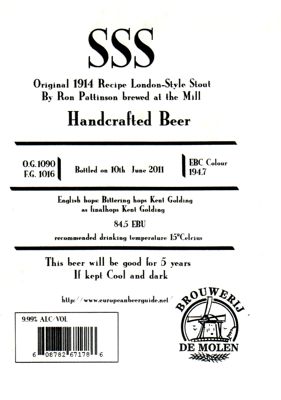 SSS
Original 1914 Recipe London-Style Stout
By Ron Pattinson brewed at the Mill
Handcrafted Beer
O.G.1090
F.G. 1016
Bottled on 10th June 2011
EBC Colour
194.7
English hops: Bittering hops Kent Golding
as finalhops Kent Golding
84,5 EBU
recommended drinking temperature 15°Celcius
This beer will be good for 5 years
If kept Cool and dark
http://www.europeanbeerguide.net/
BROUWERIJ
DE MOLEN
9.99% ALC/VOL
6 08782 67178 6